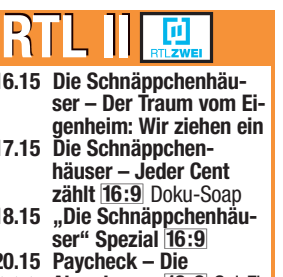 RTL II RTLZWEI
16.15 Die Schnäppchenhäu-
ser – Der Traum vom Ei-
genheim: Wir ziehen ein
17.15 Die Schnäppchen-
häuser – Jeder Cent
zählt 16:9 Doku-Soap
18.15 „Die Schnäppchenhäu-
ser“ Spezial 16:9
20.15 Paycheck – Die